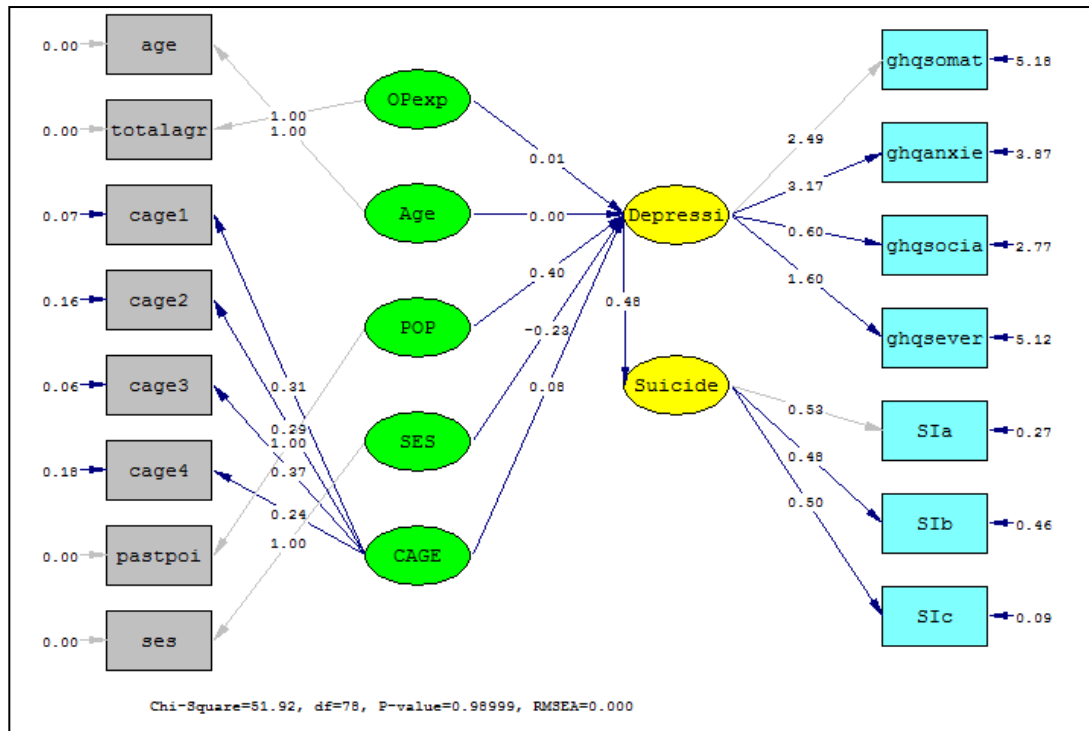 0.00
age
0.00
totalagr
0.07
cage1
0.16
cage2
0.06
cage3
0.18
cage4
0.00
pastpoi
0.00
ses
1.00
1.00
0.31
0.29
1.00
0.37
0.24
1.00
OPexp
Age
POP
SES
CAGE
0.01
0.00
0.40
-0.23
0.08
Depressi
0.48
Suicide
2.49
3.17
0.60
1.60
0.53
0.48
0.50
ghqsomat
5.18
ghqanxie
3.87
ghqsocia
2.77
ghqsever
5.12
SIa
0.27
SIb
0.46
SIc
0.09
Chi-Square=51.92, df=78, P-value=0.98999, RMSEA=0.000